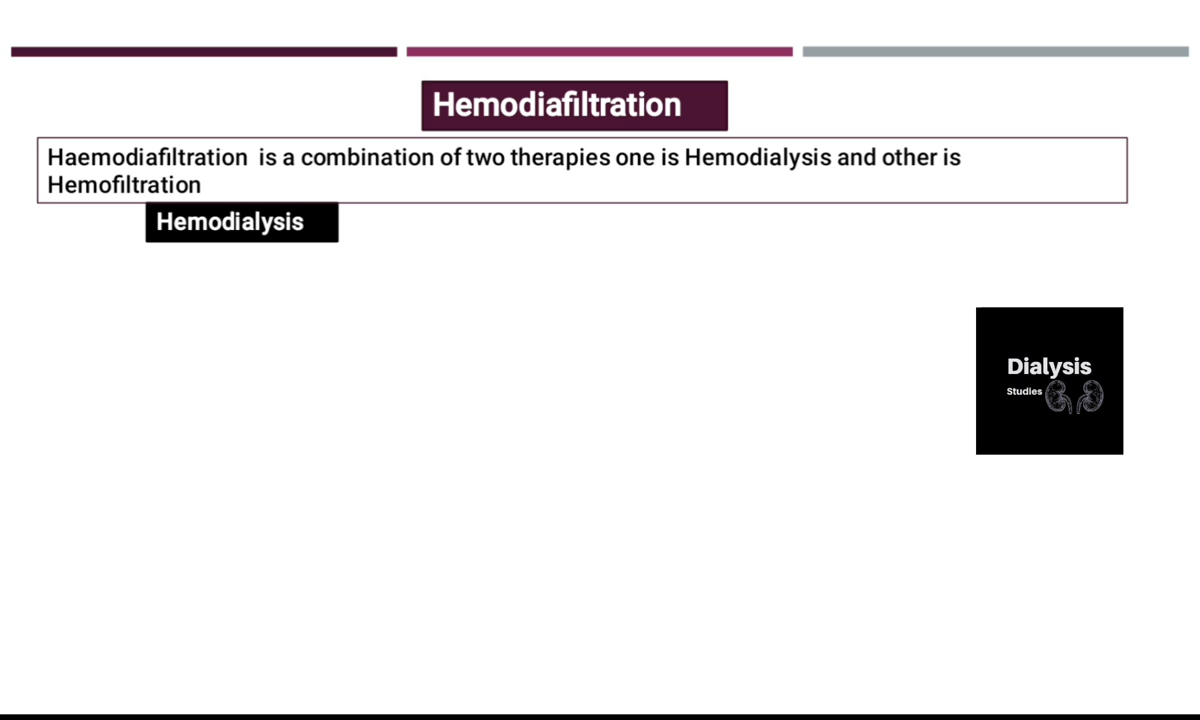 Hemodiafiltration
Haemodiafiltration is a combination of two therapies one is Hemodialysis and other is
Hemofiltration
Hemodialysis
Dialysis
Studies